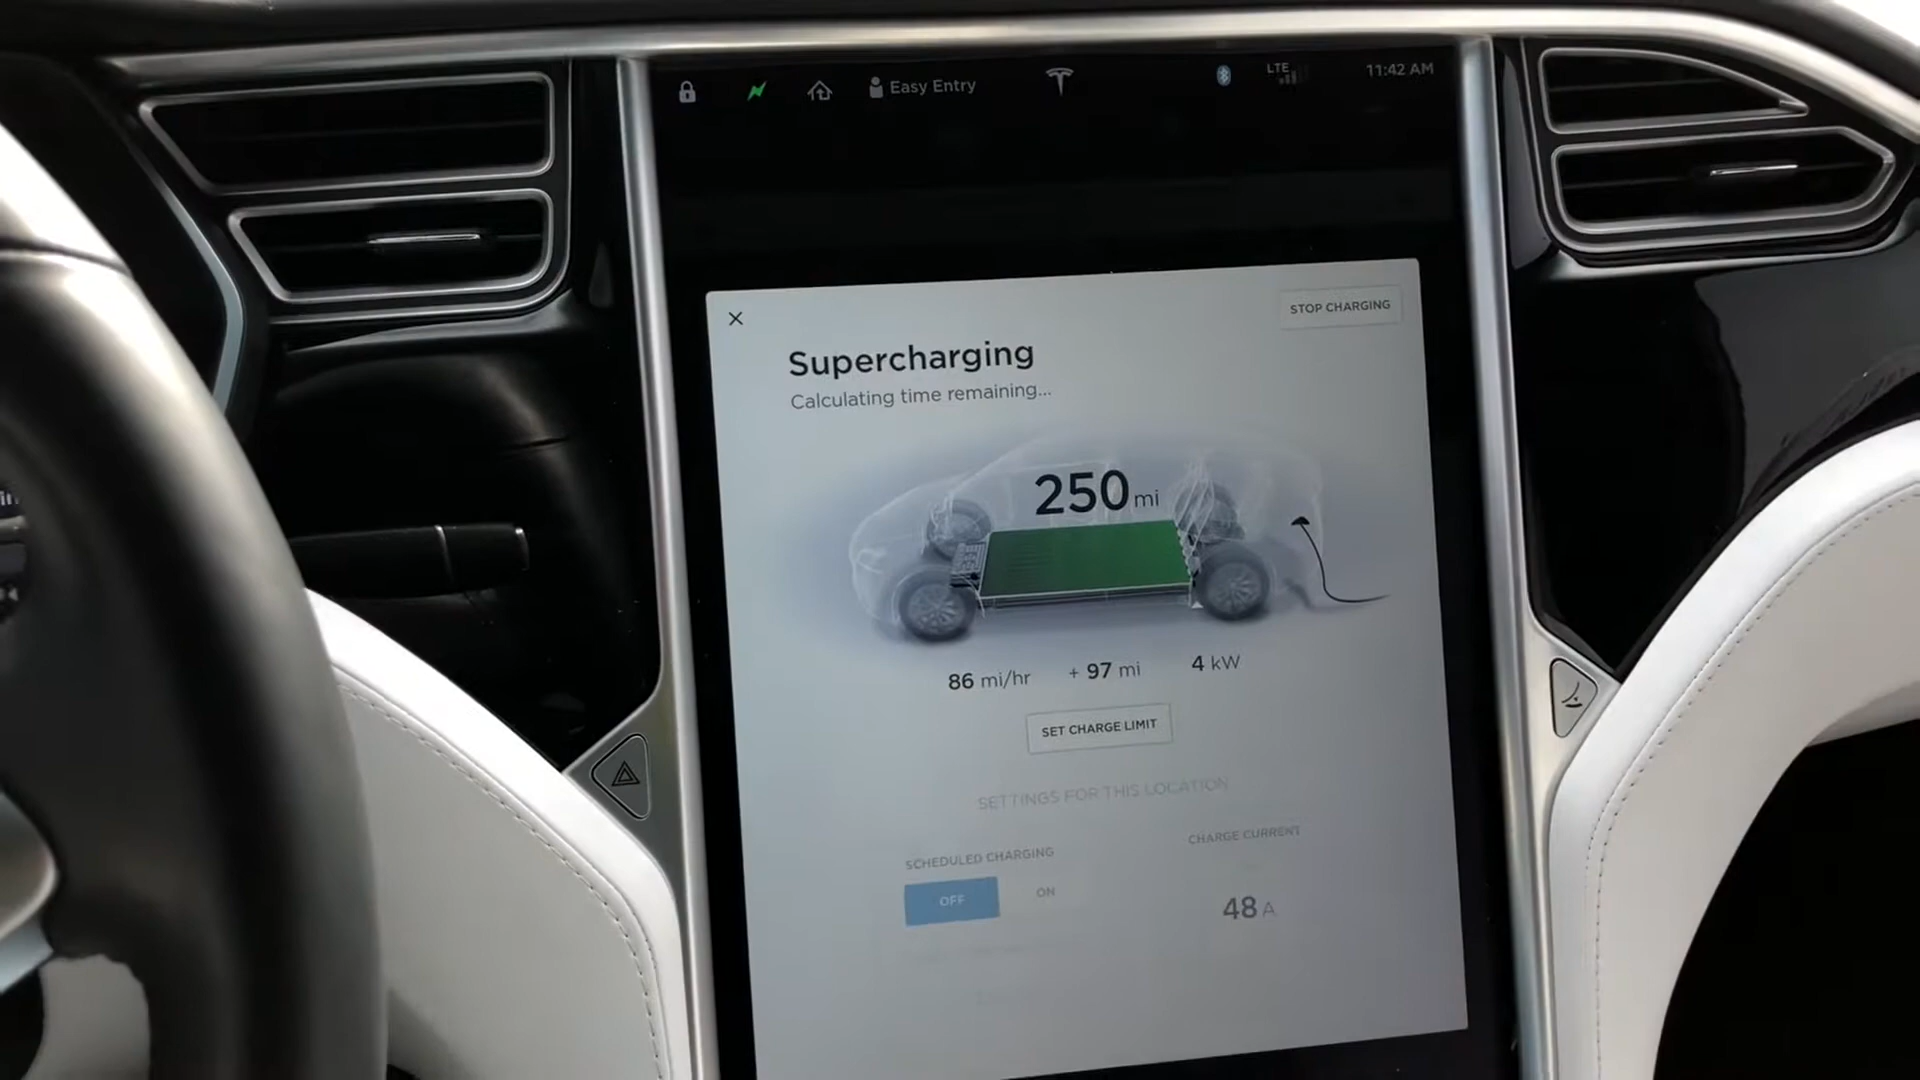 Easy Entry
LTE
11:42 AM
STOP CHARGING
Supercharging
Calculating time remaining...
250 mi
86 mi/hr + 97 mi 4 kW
SET CHARGE LIMIT
SETTINGS FOR THIS LOCATION
SCHEDULED CHARGING
OFF ON
CHARGE CURRENT
48 A